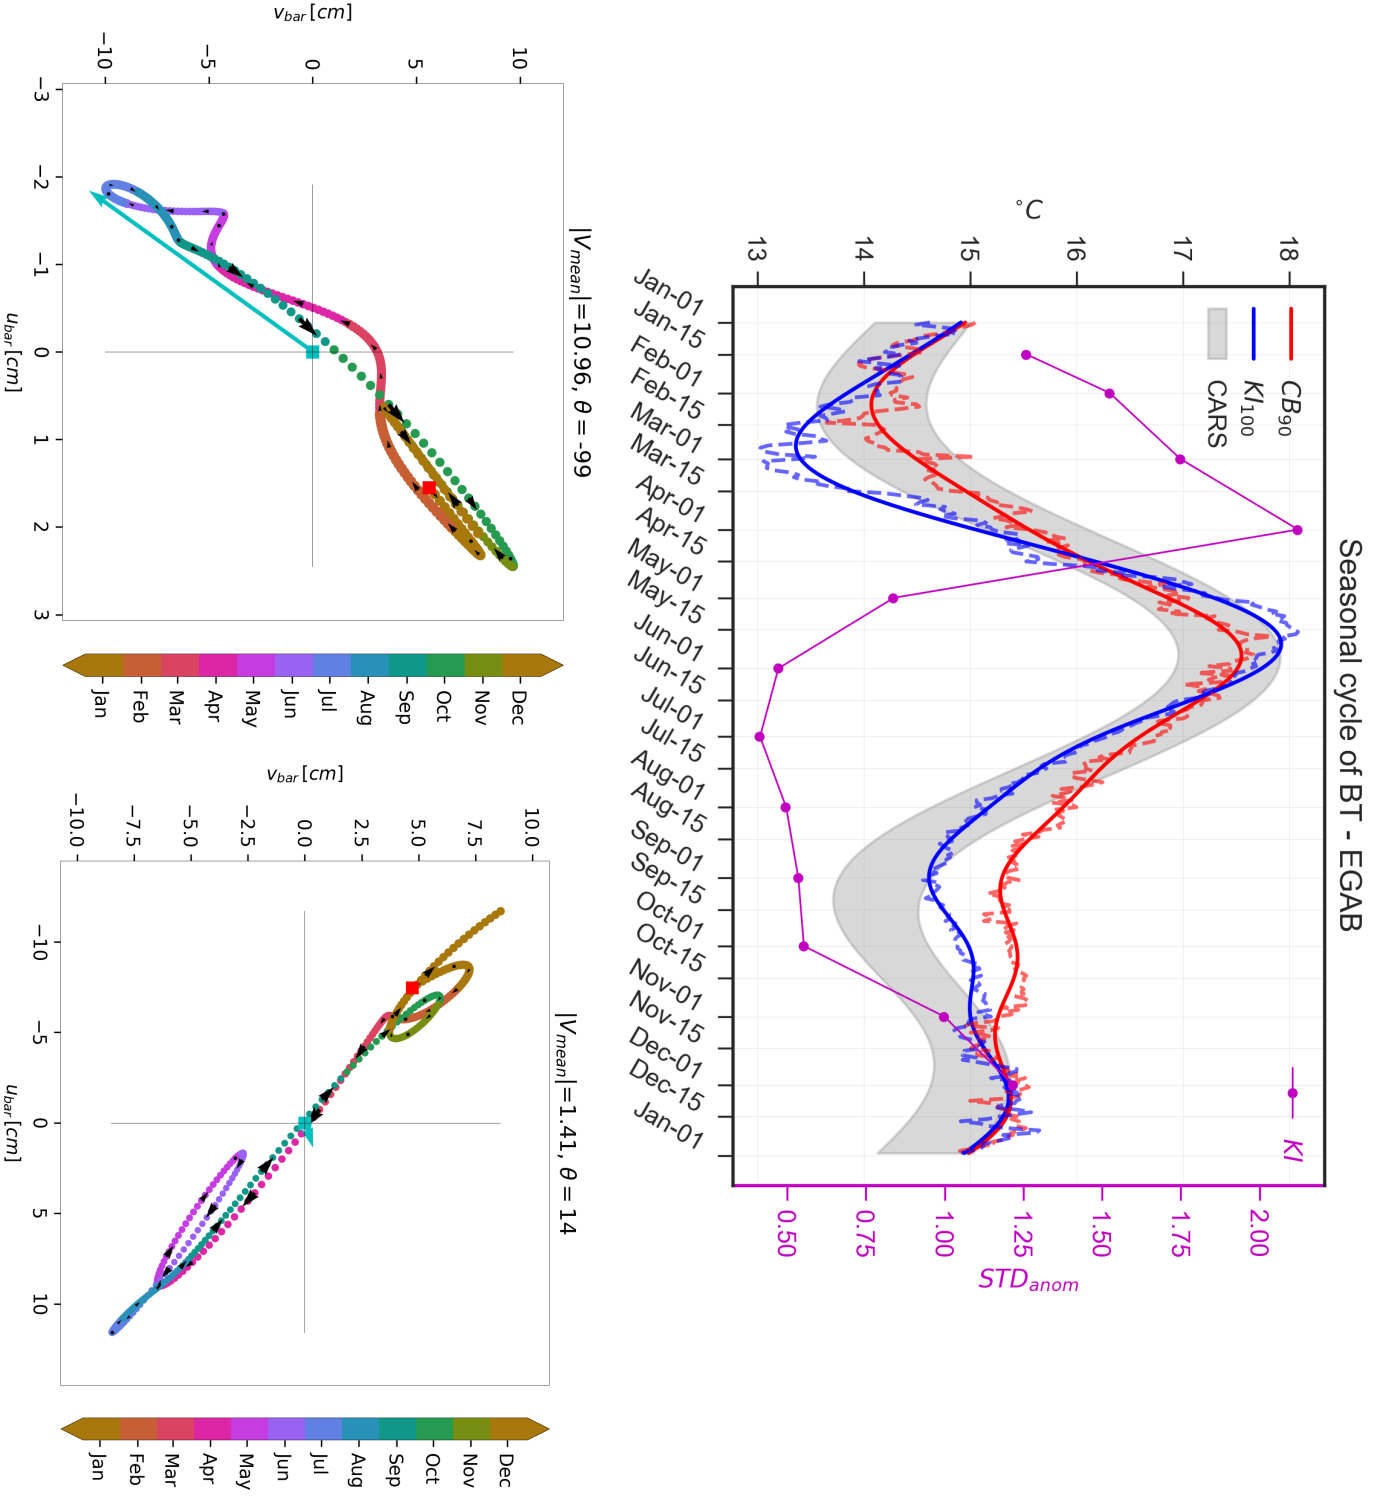 Seasonal cycle of BT - EGAB
°C
18
17
16
15
14
13
CB90
KI100
CARS
KI
2.00
1.75
1.50
1.25
1.00
0.75
0.50
STDanom
Jan-01
Jan-15
Feb-01
Feb-15
Mar-01
Mar-15
Apr-01
Apr-15
May-01
May-15
Jun-01
Jun-15
Jul-01
Jul-15
Aug-01
Aug-15
Sep-01
Sep-15
Oct-01
Oct-15
Nov-01
Nov-15
Dec-01
Dec-15
Jan-01
|Vmean|=10.96, θ = -99
vbar [cm]
10
5
0
−5
−10
−3
−2
−1
0
1
2
3
ubar [cm]
Dec
Nov
Oct
Sep
Aug
Jul
Jun
May
Apr
Mar
Feb
Jan
|Vmean|=1.41, θ = 14
vbar [cm]
10.0
7.5
5.0
2.5
0.0
−2.5
−5.0
−7.5
−10.0
−10
−5
0
5
10
ubar [cm]
Dec
Nov
Oct
Sep
Aug
Jul
Jun
May
Apr
Mar
Feb
Jan